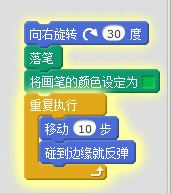 向右旋转 30 度
落笔
将画笔的颜色设定为
重复执行
移动 10 步
碰到边缘就反弹